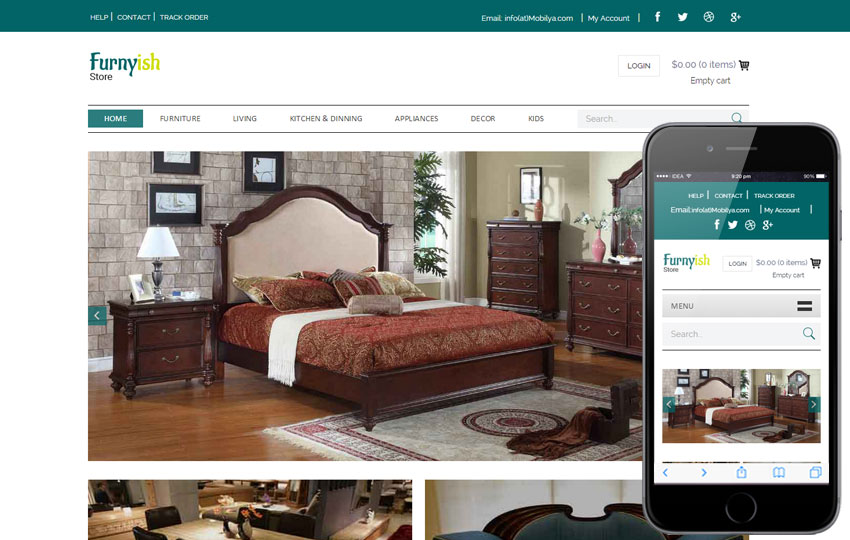 HELP | CONTACT | TRACK ORDER
Email: info(at)Mobilya.com | My Account |
Furnyish
Store
LOGIN
$0.00 (0 items)
Empty cart
HOME FURNITURE LIVING KITCHEN & DINNING APPLIANCES DECOR KIDS
Search...
IDEA 9:20 pm 90%
HELP | CONTACT | TRACK ORDER
Email:info(at)Mobilya.com | My Account |
Furnyish
Store
LOGIN
$0.00 (0 items)
Empty cart
MENU
Search...